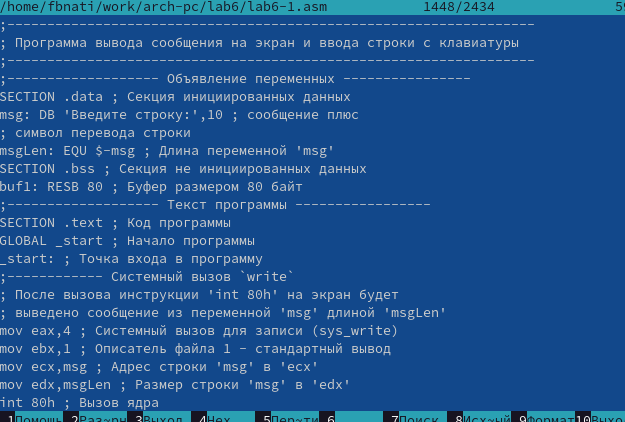 /home/fbnati/work/arch-pc/lab6/lab6-1.asm 1448/2434
;-----------------------------------------------------------------
; Программа вывода сообщения на экран и ввода строки с клавиатуры
;-----------------------------------------------------------------
;------------------- Объявление переменных ----------------
SECTION .data ; Секция инициированных данных
msg: DB 'Введите строку:',10 ; сообщение плюс
; символ перевода строки
msgLen: EQU $-msg ; Длина переменной 'msg'
SECTION .bss ; Секция не инициированных данных
buf1: RESB 80 ; Буфер размером 80 байт
;------------------- Текст программы -----------------
SECTION .text ; Код программы
GLOBAL _start ; Начало программы
_start: ; Точка входа в программу
;------------ Системный вызов `write`
; После вызова инструкции 'int 80h' на экран будет
; выведено сообщение из переменной 'msg' длиной 'msgLen'
mov eax,4 ; Системный вызов для записи (sys_write)
mov ebx,1 ; Описатель файла 1 - стандартный вывод
mov ecx,msg ; Адрес строки 'msg' в 'ecx'
mov edx,msgLen ; Размер строки 'msg' в 'edx'
int 80h ; Вызов ядра
1Помощь 2Раз~рн 3Выход 4Hex 5Пер~ти 6 7Поиск 8Исх~ый 9Формат 10Выхо